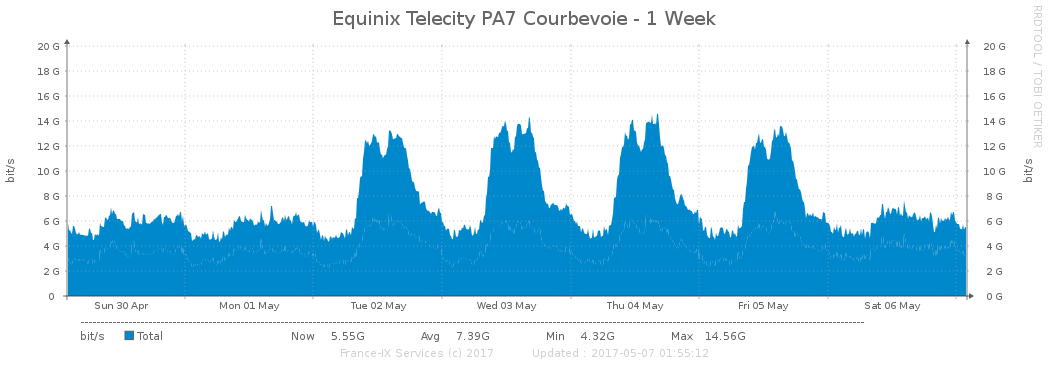 Equinix Telecity PA7 Courbevoie - 1 Week
RRDTOOL / TOBI OETIKER
bit/s
20 G 20 G
18 G 18 G
16 G 16 G
14 G 14 G
12 G 12 G
10 G 10 G
8 G 8 G
6 G 6 G
4 G 4 G
2 G 2 G
0 0 G
bit/s
Sun 30 Apr Mon 01 May Tue 02 May Wed 03 May Thu 04 May Fri 05 May Sat 06 May
bit/s Total Now 5.55G Avg 7.39G Min 4.32G Max 14.56G
France-IX Services (c) 2017 Updated : 2017-05-07 01:55:12